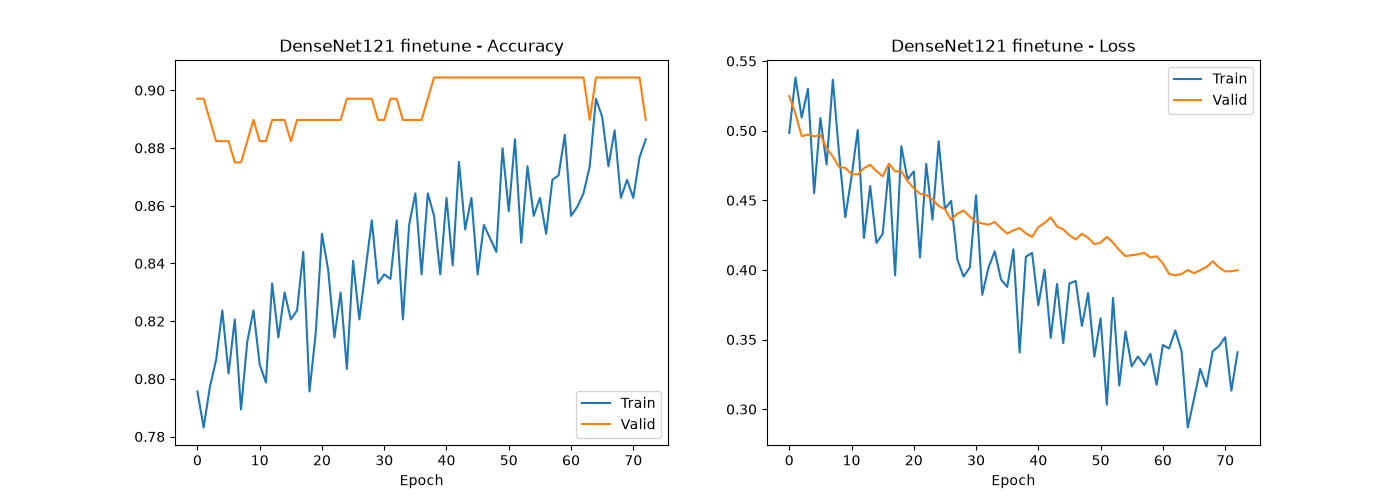 DenseNet121 finetune - Accuracy
0.90
0.88
0.86
0.84
0.82
0.80
0.78
Train
Valid
0 10 20 30 40 50 60 70
Epoch
DenseNet121 finetune - Loss
0.55
0.50
0.45
0.40
0.35
0.30
Train
Valid
0 10 20 30 40 50 60 70
Epoch